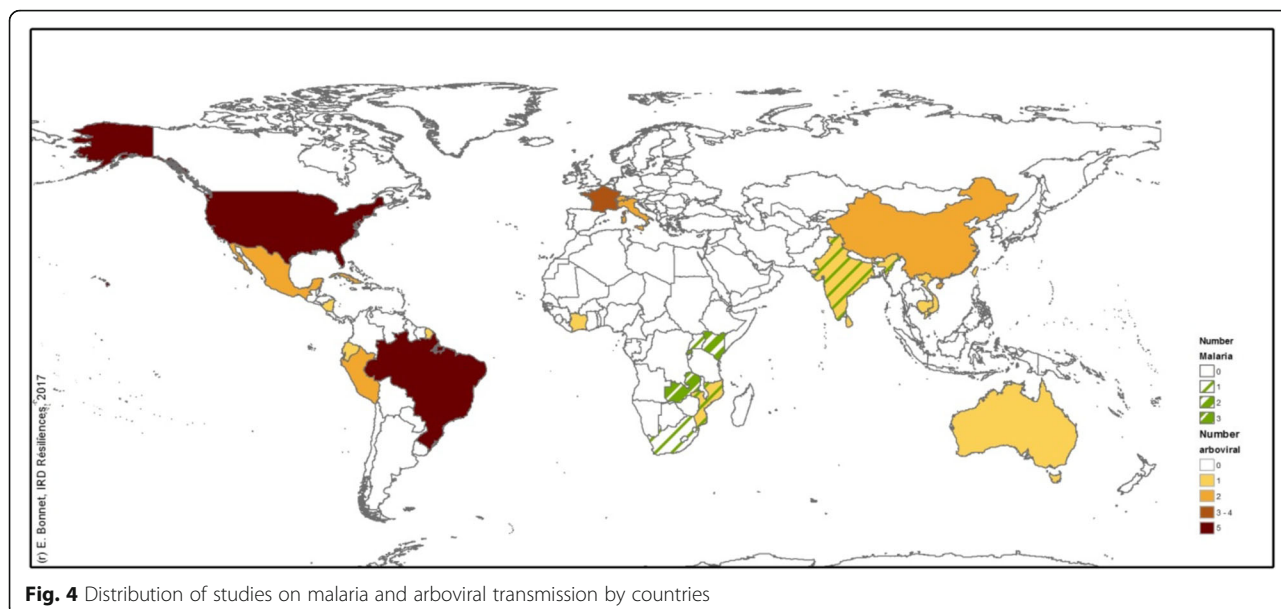 (r) E. Bonnet, IRD Résiliences, 2017
Number
Malaria
0
1
2
3
Number
arboviral
0
1
2
3 - 4
5
Fig. 4 Distribution of studies on malaria and arboviral transmission by countries